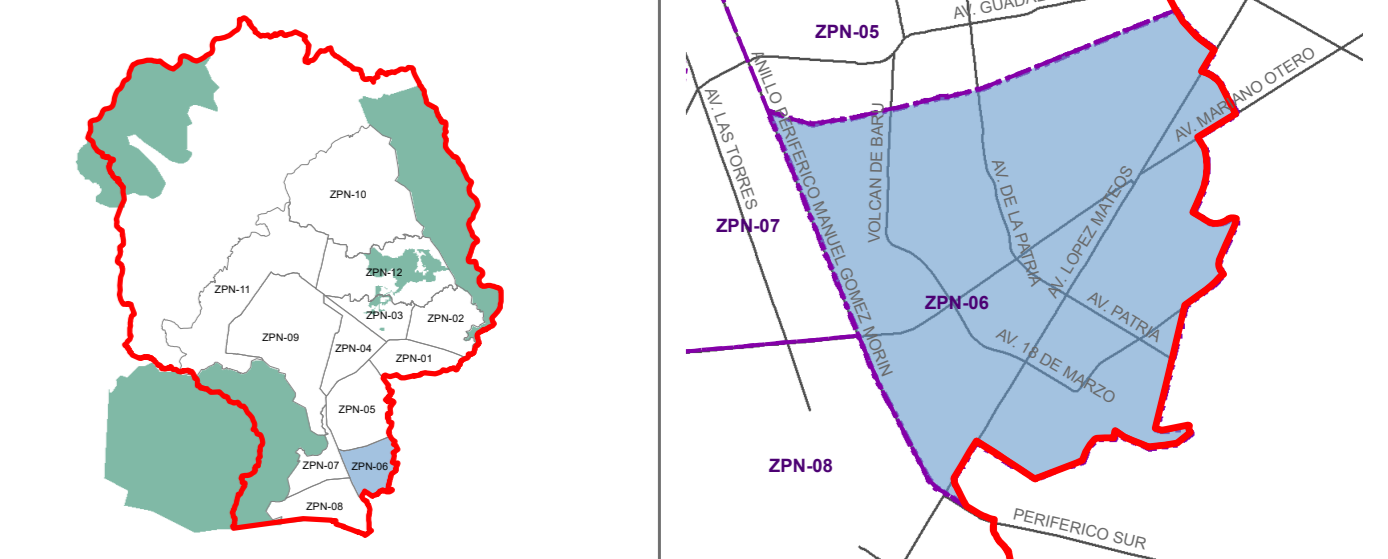 ZPN-10
ZPN-12
ZPN-11
ZPN-03
ZPN-02
ZPN-09
ZPN-04
ZPN-01
ZPN-05
ZPN-07
ZPN-06
ZPN-08
ZPN-05
AV. LAS TORRES
ANILLO PERIFERICO MANUEL GOMEZ MORIN
VOLCAN DE BARU
AV. DE LA PATRIA
AV. LOPEZ MATEOS
AV. MARIANO OTERO
ZPN-07
ZPN-06
AV. PATRIA
AV. 18 DE MARZO
ZPN-08
PERIFERICO SUR